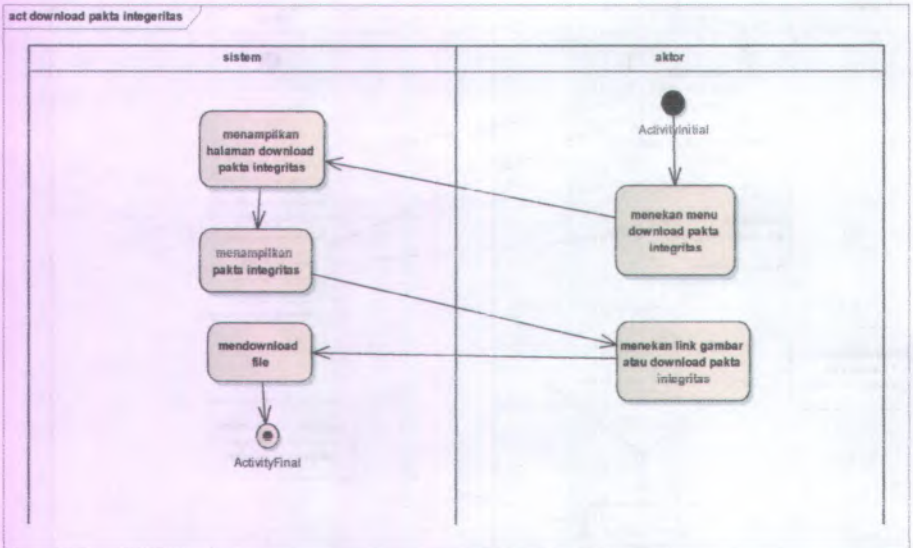 act download pakta integeritas
sistem
aktor
ActivityInitial
menampilkan
halaman download
pakta integritas
menekan menu
download pakta
integritas
menampilkan
pakta integritas
menekan link gambar
atau download pakta
integritas
mendownload
file
ActivityFinal